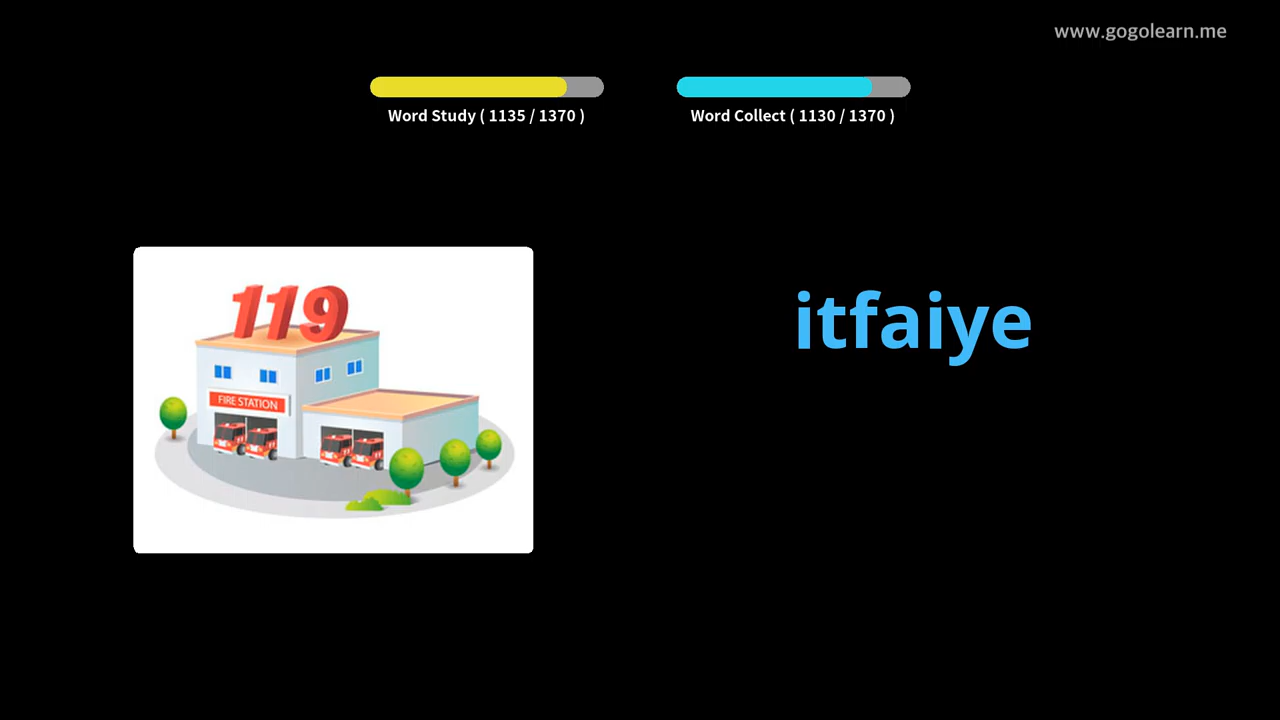 www.gogolearn.me
Word Study ( 1135 / 1370 )
Word Collect ( 1130 / 1370 )
119
FIRE STATION
itfaiye